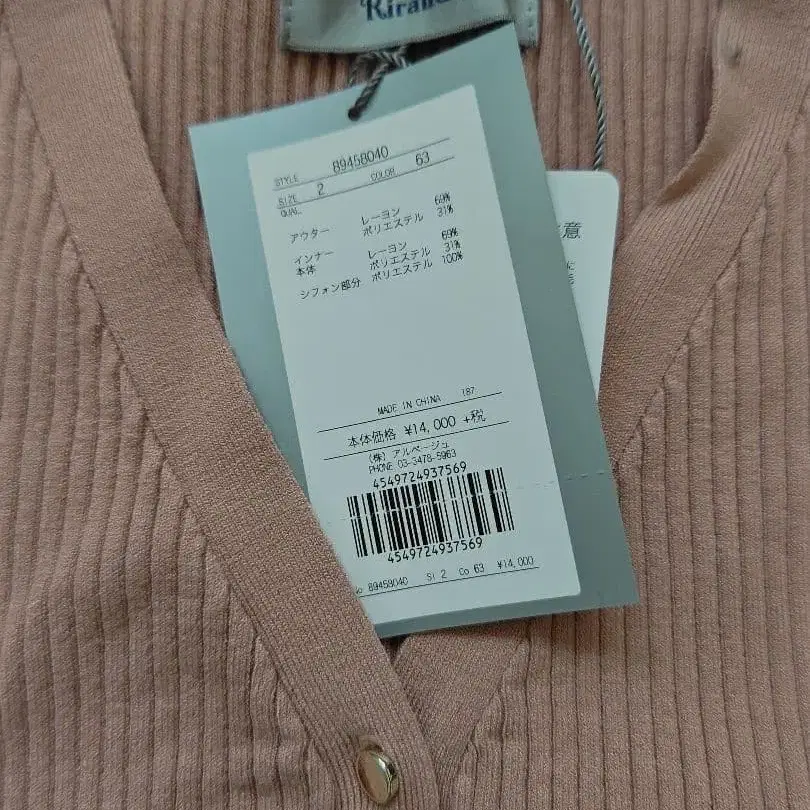 STYLE 89458040
SIZE 2 COLOR 63
QUAL
アウター レーヨン 69%
ポリエステル 31%
インナー
本体 レーヨン 69%
ポリエステル 31%
シフォン部分 ポリエステル 100%
MADE IN CHINA 187
本体価格 ¥14,000 +税
(株) アルページュ
PHONE 03-3478-5963
4549724937569
4549724937569
89458040 Si 2 Co 63 ¥14,000
意